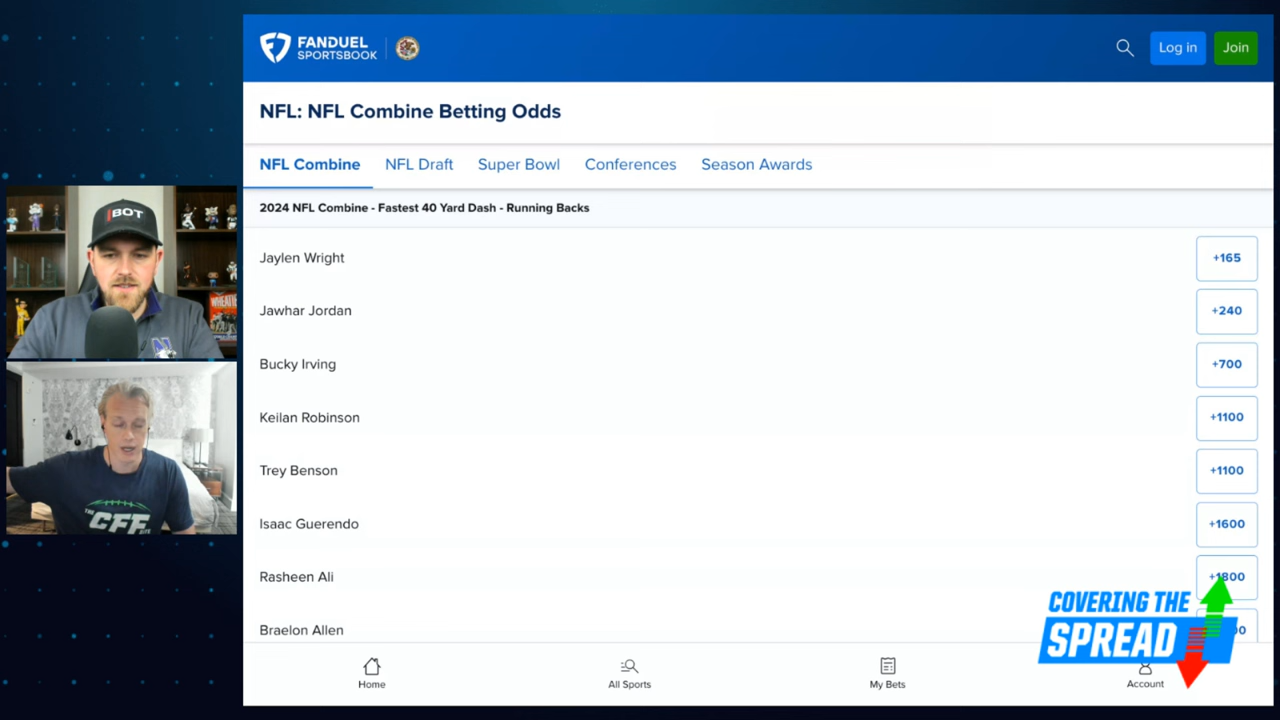 FANDUEL
SPORTSBOOK
Log in
Join
NFL: NFL Combine Betting Odds
NFL Combine
NFL Draft
Super Bowl
Conferences
Season Awards
2024 NFL Combine - Fastest 40 Yard Dash - Running Backs
Jaylen Wright
+165
Jawhar Jordan
+240
Bucky Irving
+700
Keilan Robinson
+1100
Trey Benson
+1100
Isaac Guerendo
+1600
Rasheen Ali
+1800
Braelon Allen
Home
All Sports
My Bets
Account
COVERING THE
SPREAD
BOT
WHEATIES
THE
CFF